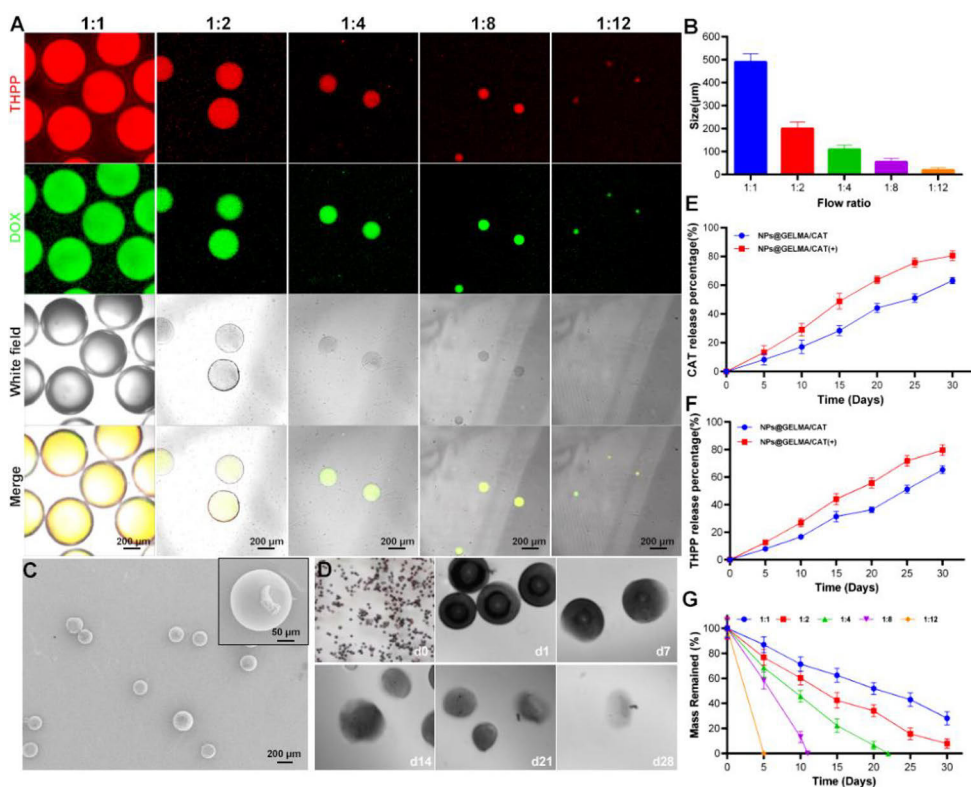 A
1:1
1:2
1:4
1:8
1:12
THPP
DOX
White field
Merge
200 μm
200 μm
200 μm
200 μm
200 μm
B
Size(μm)
600
500
400
300
200
100
0
1:1
1:2
1:4
1:8
1:12
Flow ratio
E
CAT release percentage(%)
NPs@GELMA/CAT
NPs@GELMA/CAT(+)
100
80
60
40
20
0
0
5
10
15
20
25
30
Time (Days)
F
THPP release percentage(%)
NPs@GELMA/CAT
NPs@GELMA/CAT(+)
100
80
60
40
20
0
0
5
10
15
20
25
30
Time (Days)
C
50 μm
200 μm
D
d0
d1
d7
d14
d21
d28
G
Mass Remained (%)
1:1
1:2
1:4
1:8
1:12
100
80
60
40
20
0
0
5
10
15
20
25
30
Time (Days)